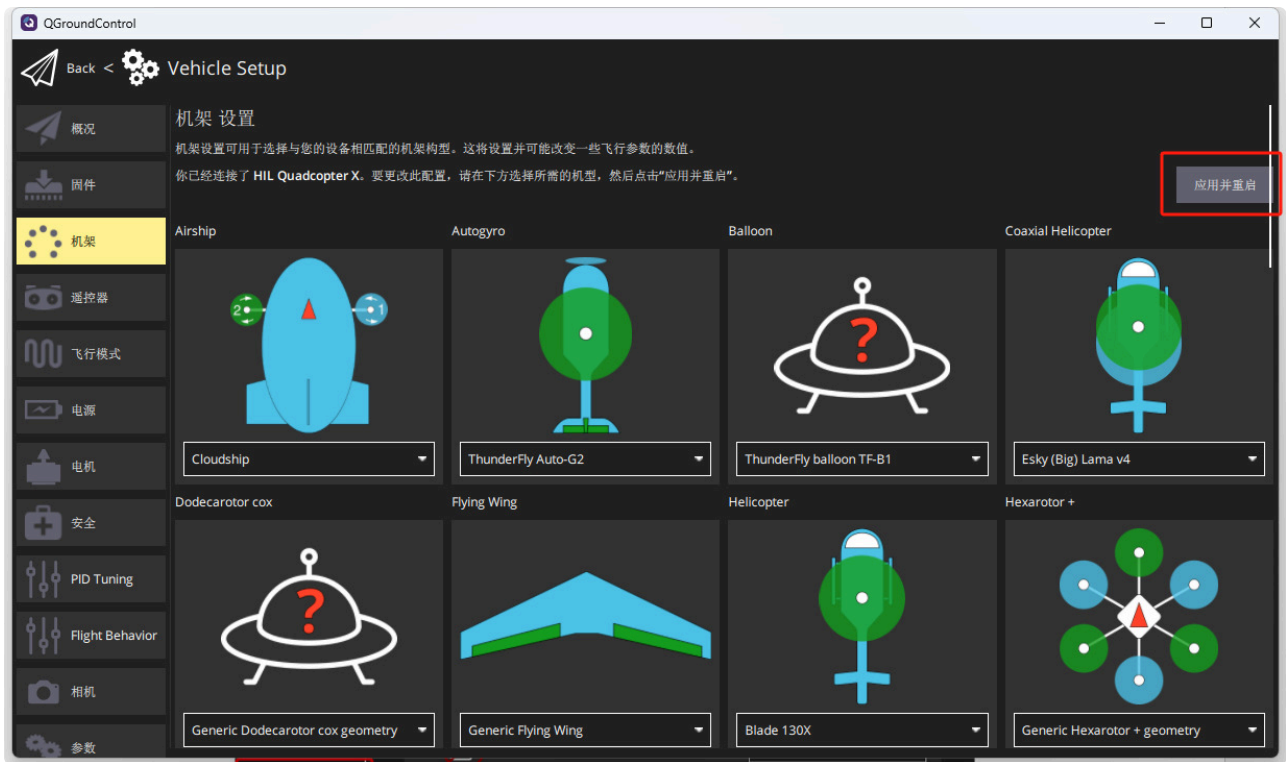 QGroundControl
Back < Vehicle Setup
概况
固件
机架
遥控器
飞行模式
电源
电机
安全
PID Tuning
Flight Behavior
相机
参数
机架 设置
机架设置可用于选择与您的设备相匹配的机架构型。这将设置并可能改变一些飞行参数的数值。
你已经连接了 HIL Quadcopter X。要更改此配置，请在下方选择所需的机型，然后点击“应用并重启”。
应用并重启
Airship
Autogyro
Balloon
Coaxial Helicopter
2
1
?
Cloudship
ThunderFly Auto-G2
ThunderFly balloon TF-B1
Esky (Big) Lama v4
Dodecarotor cox
Flying Wing
Helicopter
Hexarotor +
?
Generic Dodecarotor cox geometry
Generic Flying Wing
Blade 130X
Generic Hexarotor + geometry